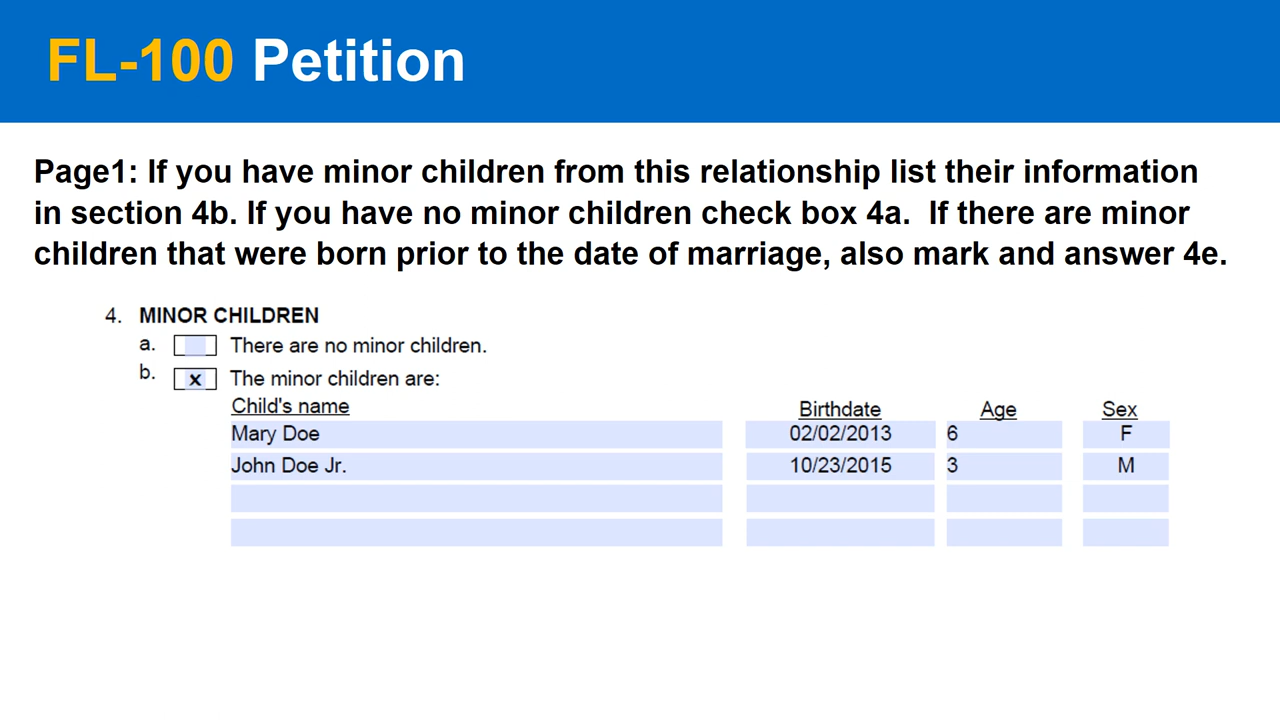 FL-100 Petition
Page1: If you have minor children from this relationship list their information
in section 4b. If you have no minor children check box 4a.  If there are minor
children that were born prior to the date of marriage, also mark and answer 4e.
4. MINOR CHILDREN
a. There are no minor children.
b. x The minor children are:
Child's name Birthdate Age Sex
Mary Doe 02/02/2013 6 F
John Doe Jr. 10/23/2015 3 M